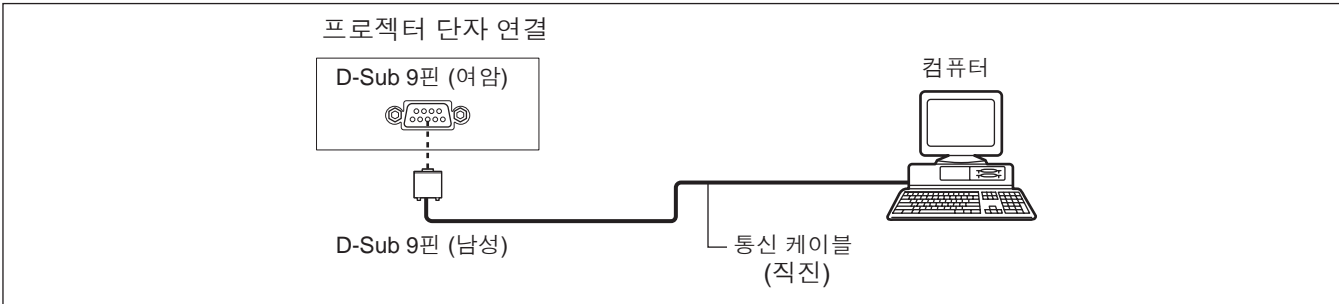 프로젝터 단자 연결
D-Sub 9핀 (여암)
컴퓨터
D-Sub 9핀 (남성)
통신 케이블
(직진)